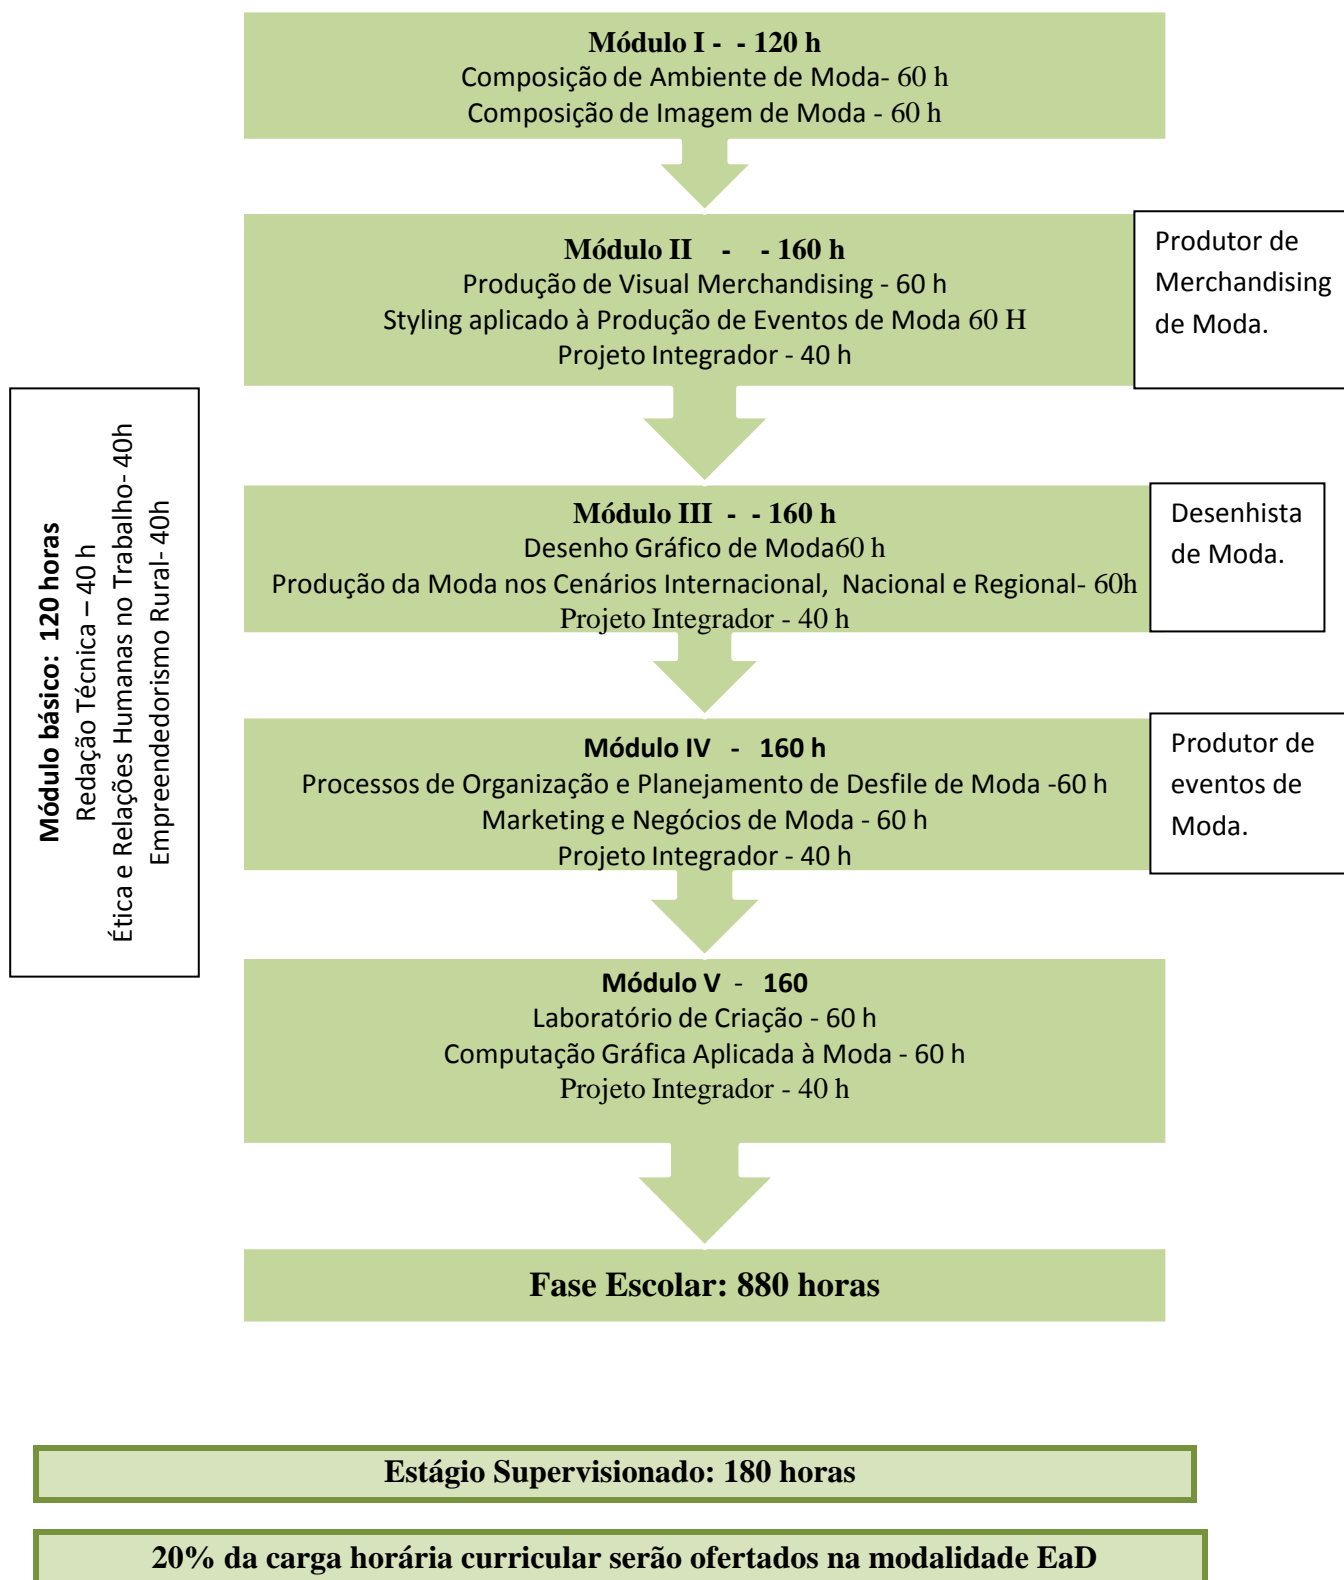 Módulo I - - 120 h
Composição de Ambiente de Moda- 60 h
Composição de Imagem de Moda - 60 h
Módulo II - - 160 h
Produção de Visual Merchandising - 60 h
Styling aplicado à Produção de Eventos de Moda 60 H
Projeto Integrador - 40 h
Produtor de
Merchandising
de Moda.
Módulo básico: 120 horas
Redação Técnica – 40 h
Ética e Relações Humanas no Trabalho- 40h
Empreendedorismo Rural- 40h
Módulo III - - 160 h
Desenho Gráfico de Moda60 h
Produção da Moda nos Cenários Internacional, Nacional e Regional- 60h
Projeto Integrador - 40 h
Desenhista
de Moda.
Módulo IV - 160 h
Processos de Organização e Planejamento de Desfile de Moda -60 h
Marketing e Negócios de Moda - 60 h
Projeto Integrador - 40 h
Produtor de
eventos de
Moda.
Módulo V - 160
Laboratório de Criação - 60 h
Computação Gráfica Aplicada à Moda - 60 h
Projeto Integrador - 40 h
Fase Escolar: 880 horas
Estágio Supervisionado: 180 horas
20% da carga horária curricular serão ofertados na modalidade EaD